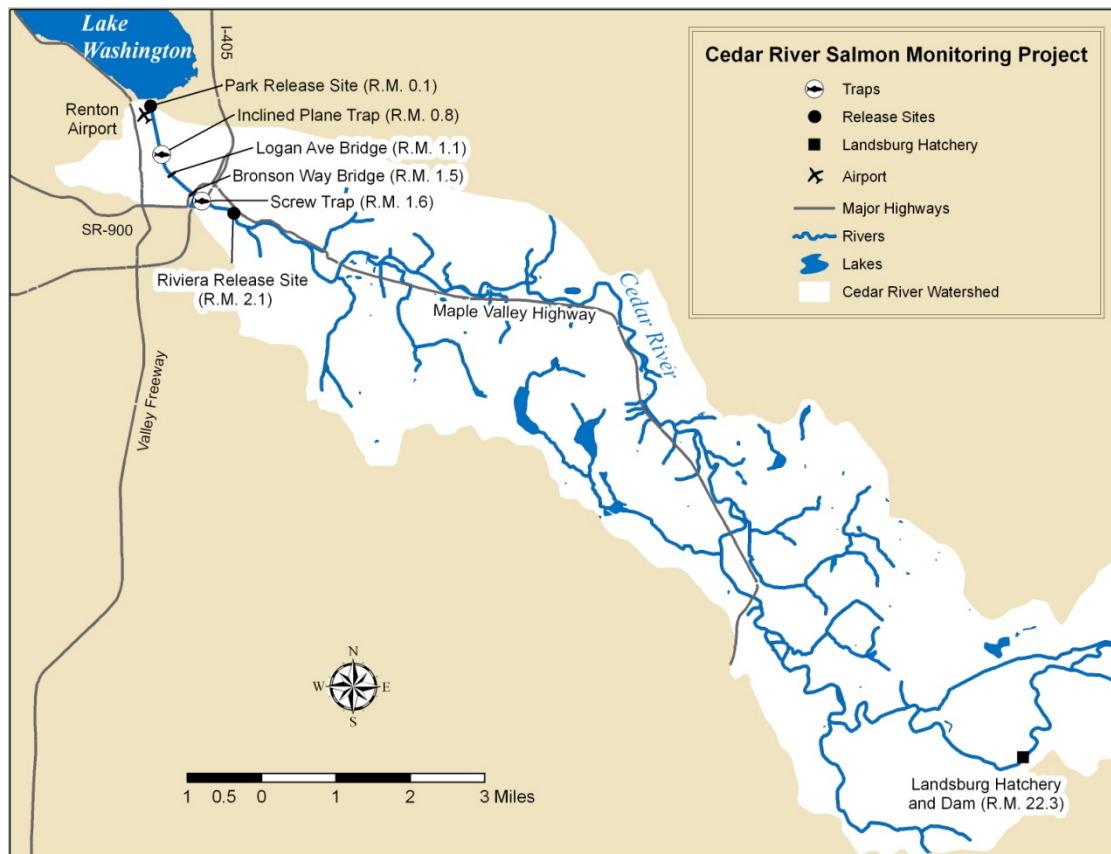 Lake
Washington
I-405
Park Release Site (R.M. 0.1)
Renton
Airport
Inclined Plane Trap (R.M. 0.8)
Logan Ave Bridge (R.M. 1.1)
Bronson Way Bridge (R.M. 1.5)
Screw Trap (R.M. 1.6)
SR-900
Riviera Release Site
(R.M. 2.1)
Maple Valley Highway
Cedar River
Valley Freeway
Cedar River Salmon Monitoring Project
Traps
Release Sites
Landsburg Hatchery
Airport
Major Highways
Rivers
Lakes
Cedar River Watershed
N
W E
S
1 0.5 0 1 2 3 Miles
Landsburg Hatchery
and Dam (R.M. 22.3)